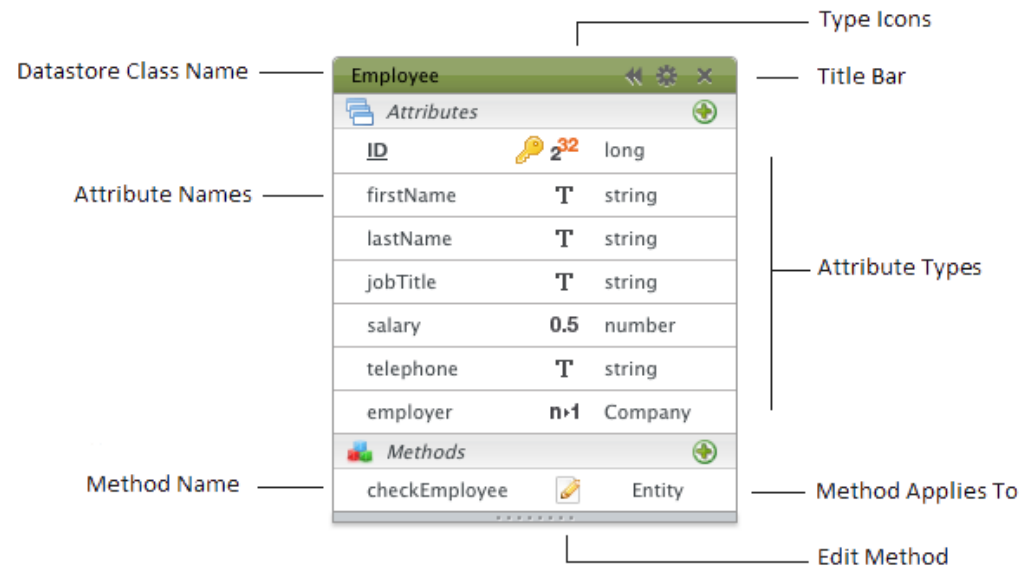 Type Icons
Datastore Class Name
Employee
Title Bar
Attributes
ID 232 long
Attribute Names
firstName T string
lastName T string
Attribute Types
jobTitle T string
salary 0.5 number
telephone T string
employer n▸1 Company
Methods
Method Name
checkEmployee Entity
Method Applies To
Edit Method